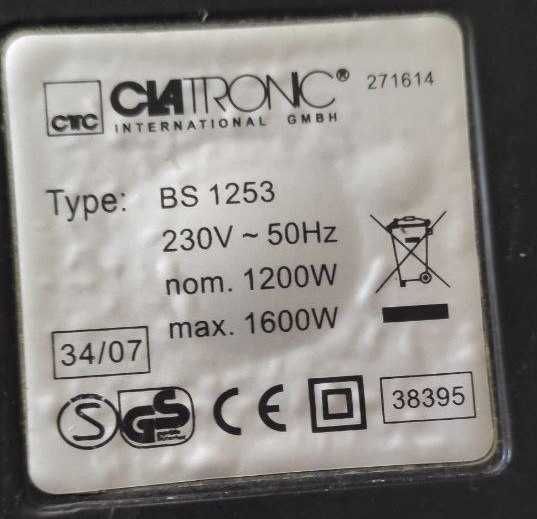 CTC CLATRONIC® 271614
INTERNATIONAL GMBH
Type: BS 1253
230V ~ 50Hz
nom. 1200W
max. 1600W
34/07
S GS CE 38395